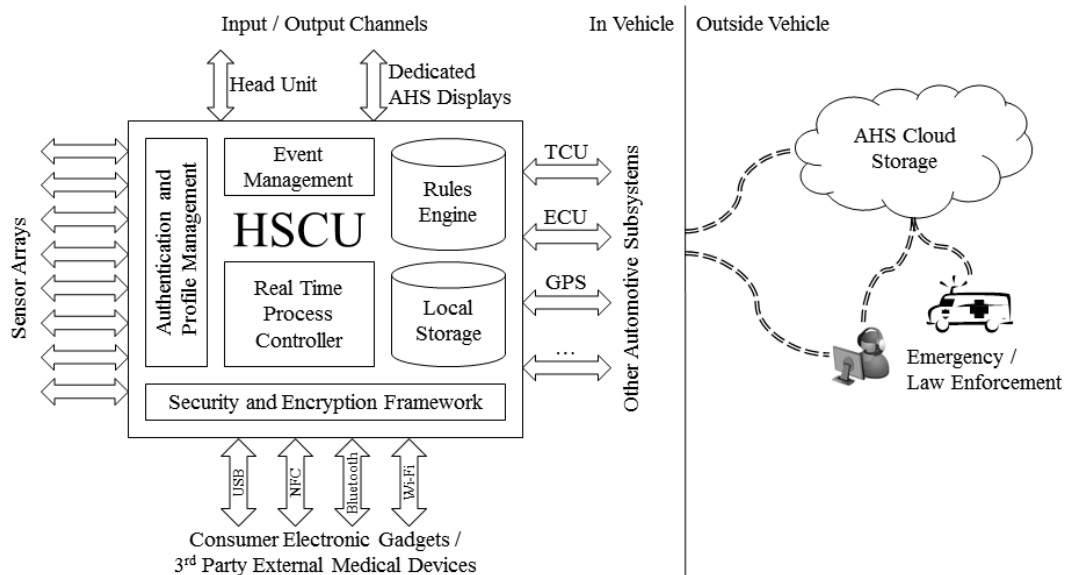 Input / Output Channels
In Vehicle
Outside Vehicle
Head Unit
Dedicated
AHS Displays
Sensor Arrays
Authentication and
Profile Management
Event
Management
HSCU
Real Time
Process
Controller
Rules
Engine
Local
Storage
Security and Encryption Framework
TCU
ECU
GPS
...
Other Automotive Subsystems
AHS Cloud
Storage
Emergency /
Law Enforcement
USB
NFC
Bluetooth
Wi-Fi
Consumer Electronic Gadgets /
3rd Party External Medical Devices